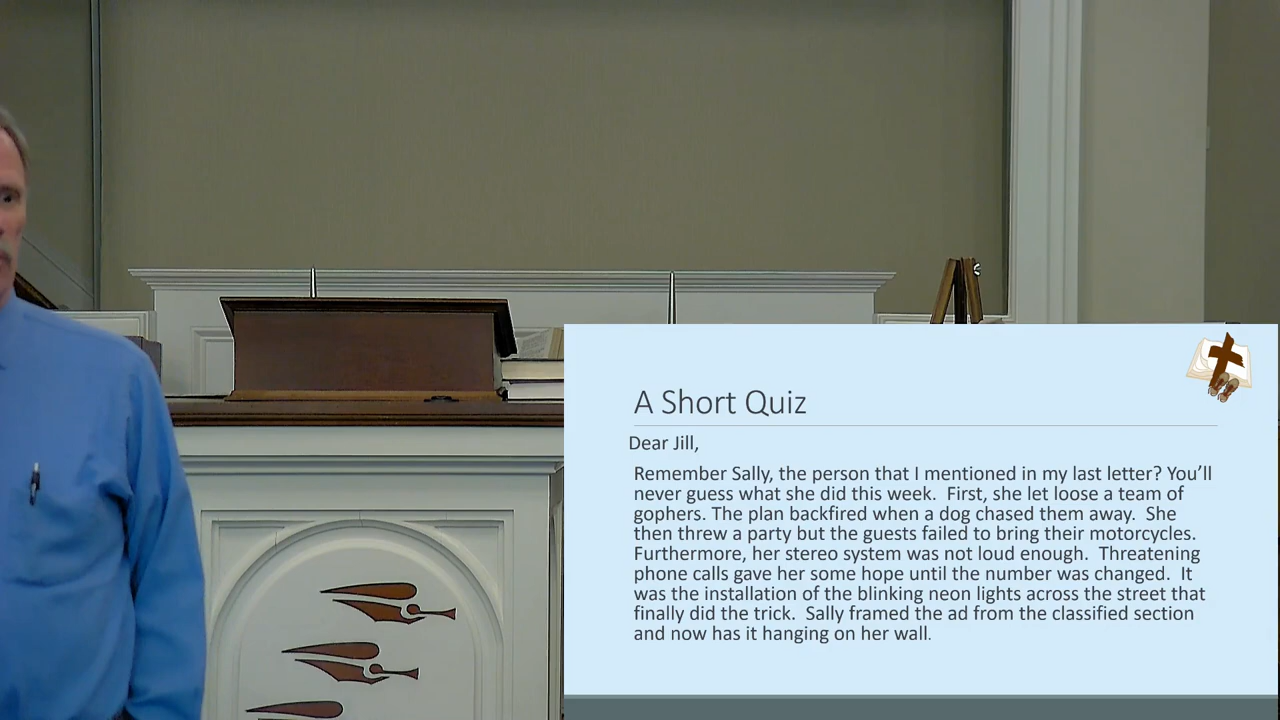 A Short Quiz
Dear Jill,
Remember Sally, the person that I mentioned in my last letter? You’ll
never guess what she did this week.  First, she let loose a team of
gophers. The plan backfired when a dog chased them away.  She
then threw a party but the guests failed to bring their motorcycles.
Furthermore, her stereo system was not loud enough.  Threatening
phone calls gave her some hope until the number was changed.  It
was the installation of the blinking neon lights across the street that
finally did the trick.  Sally framed the ad from the classified section
and now has it hanging on her wall.